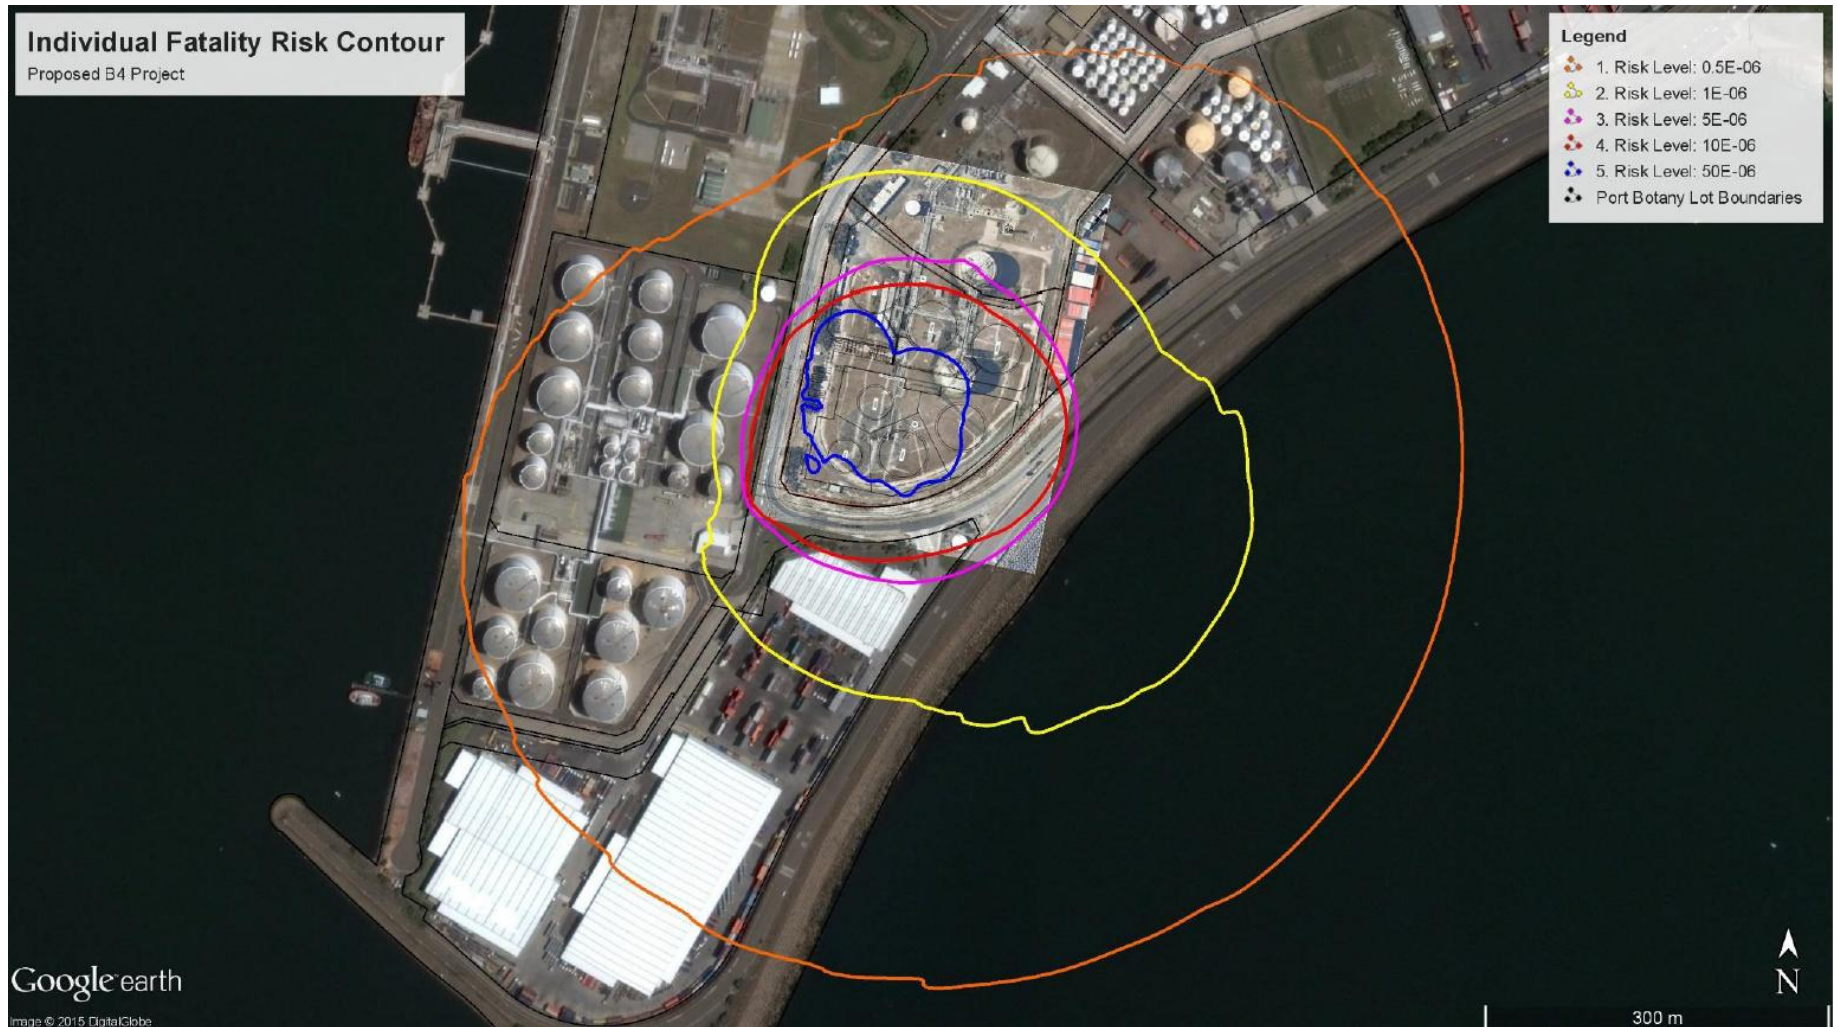 Individual Fatality Risk Contour
Proposed B4 Project
Legend
1. Risk Level: 0.5E-06
2. Risk Level: 1E-06
3. Risk Level: 5E-06
4. Risk Level: 10E-06
5. Risk Level: 50E-06
Port Botany Lot Boundaries
Google earth
Image © 2015 DigitalGlobe
N
300 m